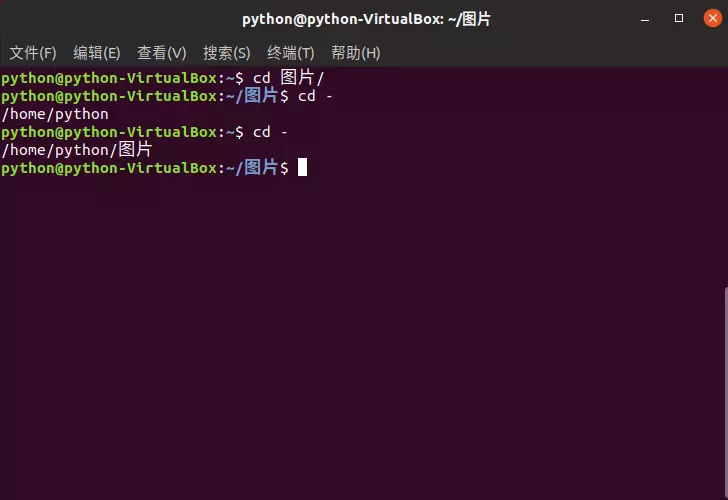 python@python-VirtualBox: ~/图片
文件(F) 编辑(E) 查看(V) 搜索(S) 终端(T) 帮助(H)
python@python-VirtualBox:~$ cd 图片/
python@python-VirtualBox:~/图片$ cd -
/home/python
python@python-VirtualBox:~$ cd -
/home/python/图片
python@python-VirtualBox:~/图片$